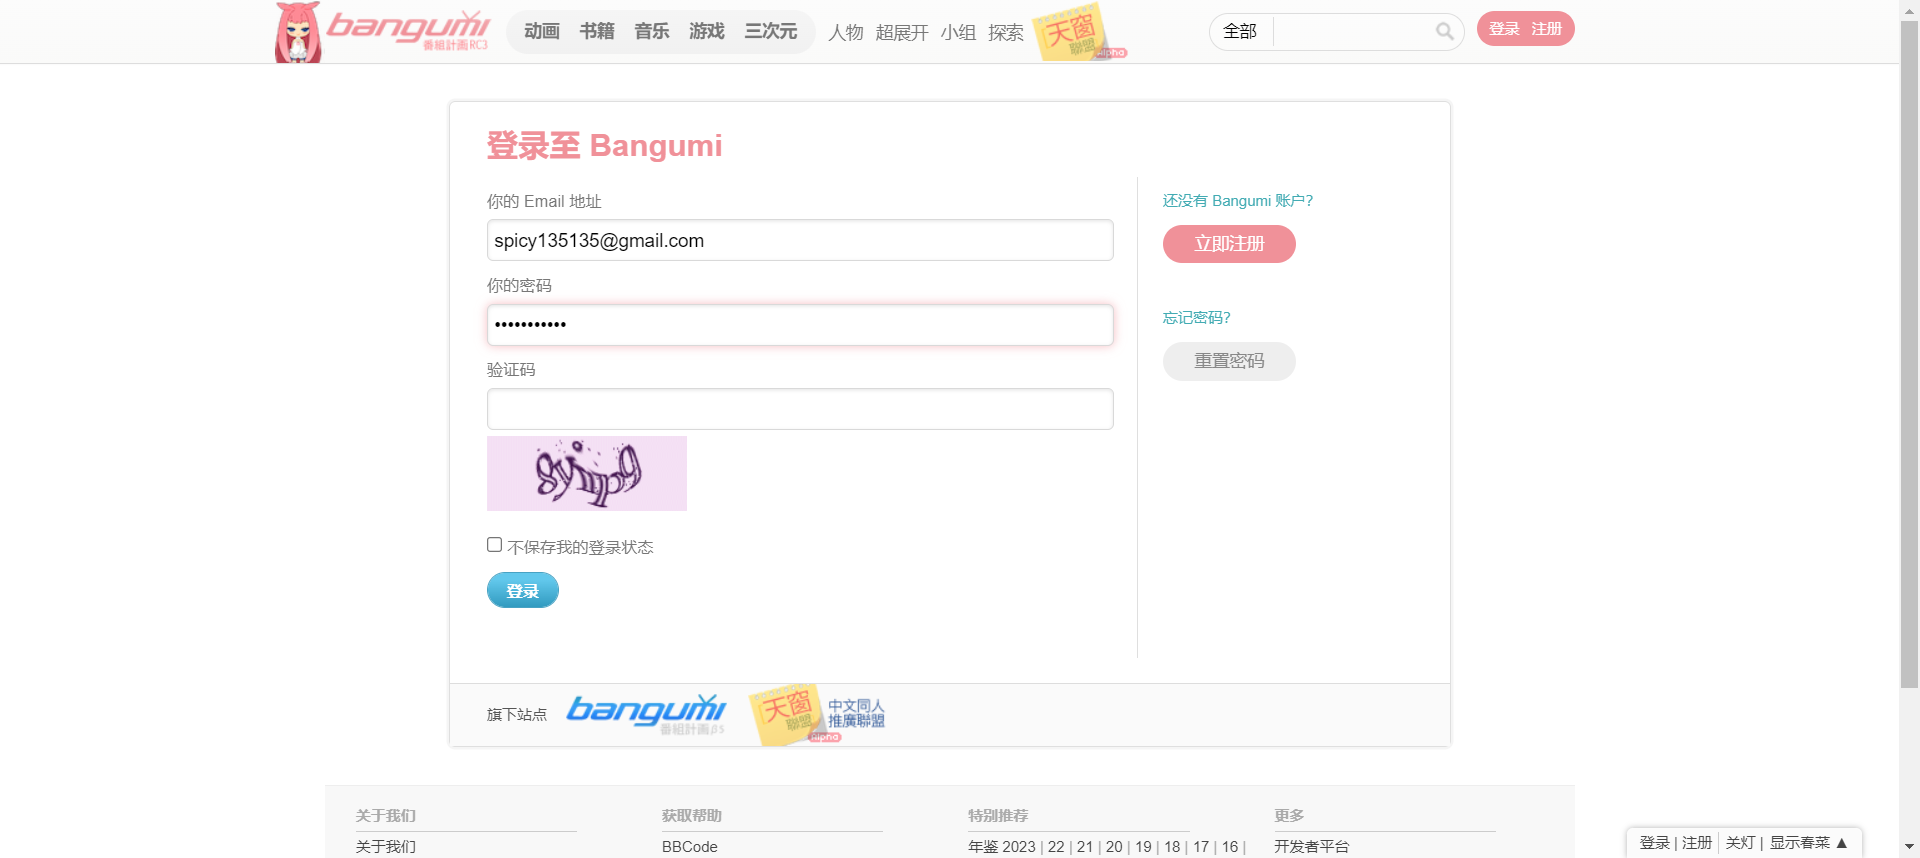 bangumi
番組計画RC3
动画 书籍 音乐 游戏 三次元 人物 超展开 小组 探索
天窗
聯盟
Alpha
全部
登录 注册
登录至 Bangumi
你的 Email 地址
spicy135135@gmail.com
你的密码
•••••••••••
验证码
不保存我的登录状态
登录
还没有 Bangumi 账户?
立即注册
忘记密码?
重置密码
旗下站点
bangumi
番組計画β5
天窗
聯盟
Alpha
中文同人
推廣聯盟
关于我们
关于我们
获取帮助
BBCode
特别推荐
年鉴 2023 | 22 | 21 | 20 | 19 | 18 | 17 | 16 |
更多
开发者平台
登录 | 注册 关灯 | 显示春菜 ▲